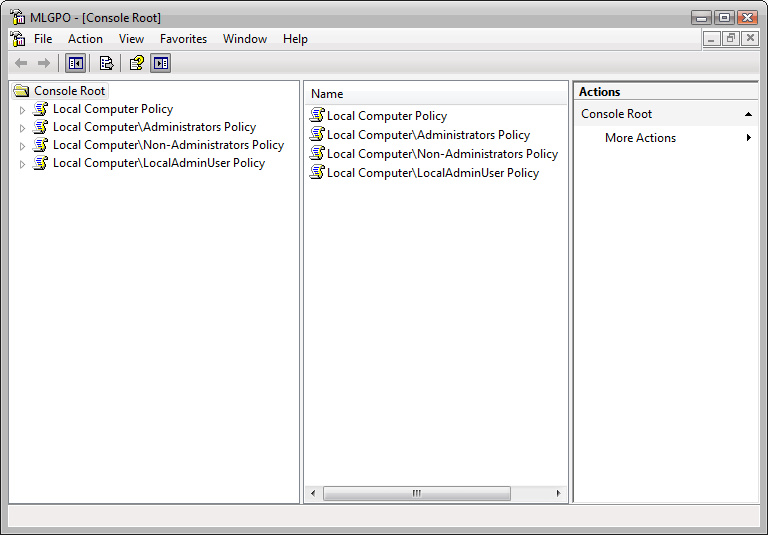 MLGPO - [Console Root]
File Action View Favorites Window Help
Console Root
Local Computer Policy
Local Computer\Administrators Policy
Local Computer\Non-Administrators Policy
Local Computer\LocalAdminUser Policy
Name
Local Computer Policy
Local Computer\Administrators Policy
Local Computer\Non-Administrators Policy
Local Computer\LocalAdminUser Policy
Actions
Console Root
More Actions